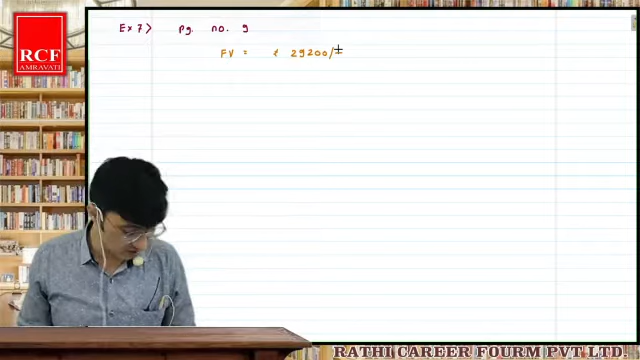 RCF
AMRAVATI
Ex 7> pg. no. 9
FV = ₹ 29200/=
RATHI CAREER FOURM PVT LTD.